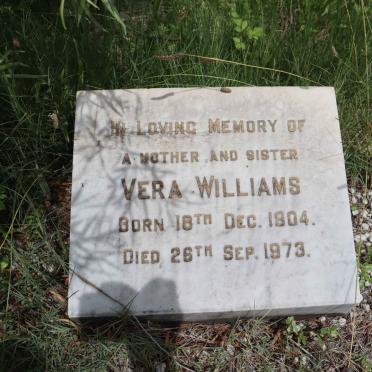 In Loving Memory of
a mother and sister
Vera Williams
Born 18th Dec. 1904.
Died 26th Sep. 1973.